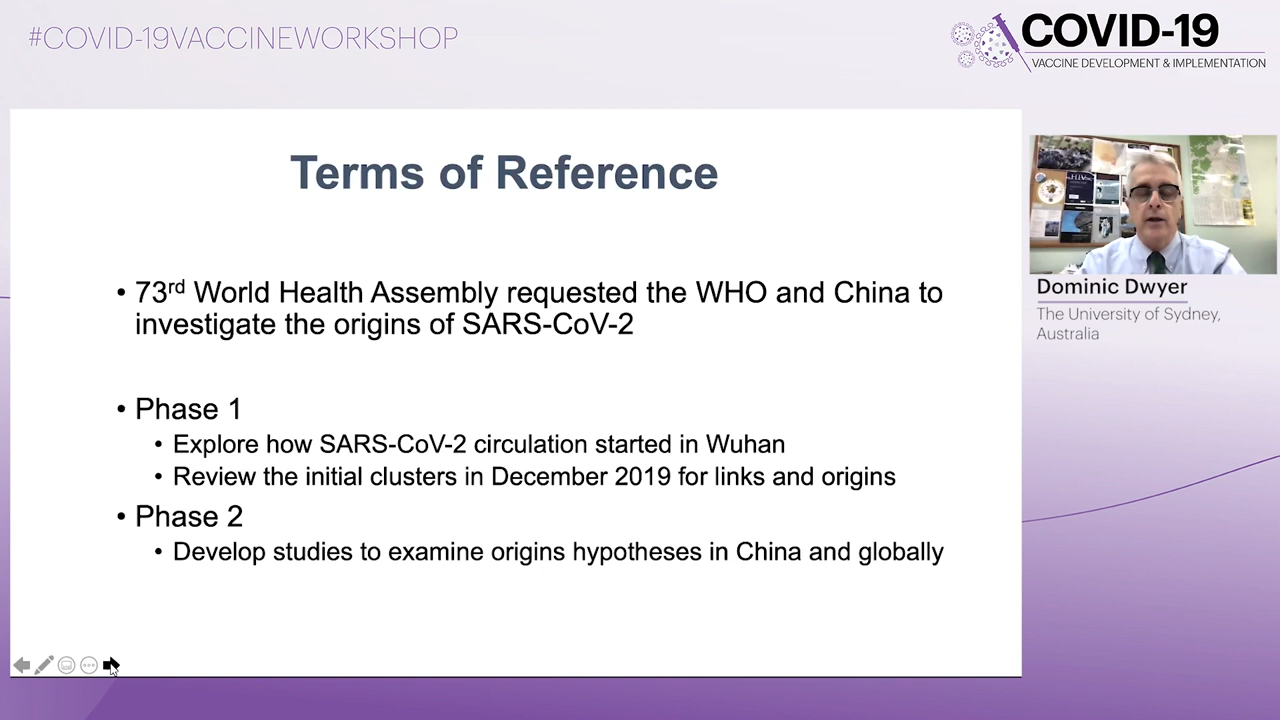 #COVID-19VACCINEWORKSHOP
COVID-19
VACCINE DEVELOPMENT & IMPLEMENTATION
Terms of Reference
• 73rd World Health Assembly requested the WHO and China to
investigate the origins of SARS-CoV-2
• Phase 1
• Explore how SARS-CoV-2 circulation started in Wuhan
• Review the initial clusters in December 2019 for links and origins
• Phase 2
• Develop studies to examine origins hypotheses in China and globally
Dominic Dwyer
The University of Sydney,
Australia